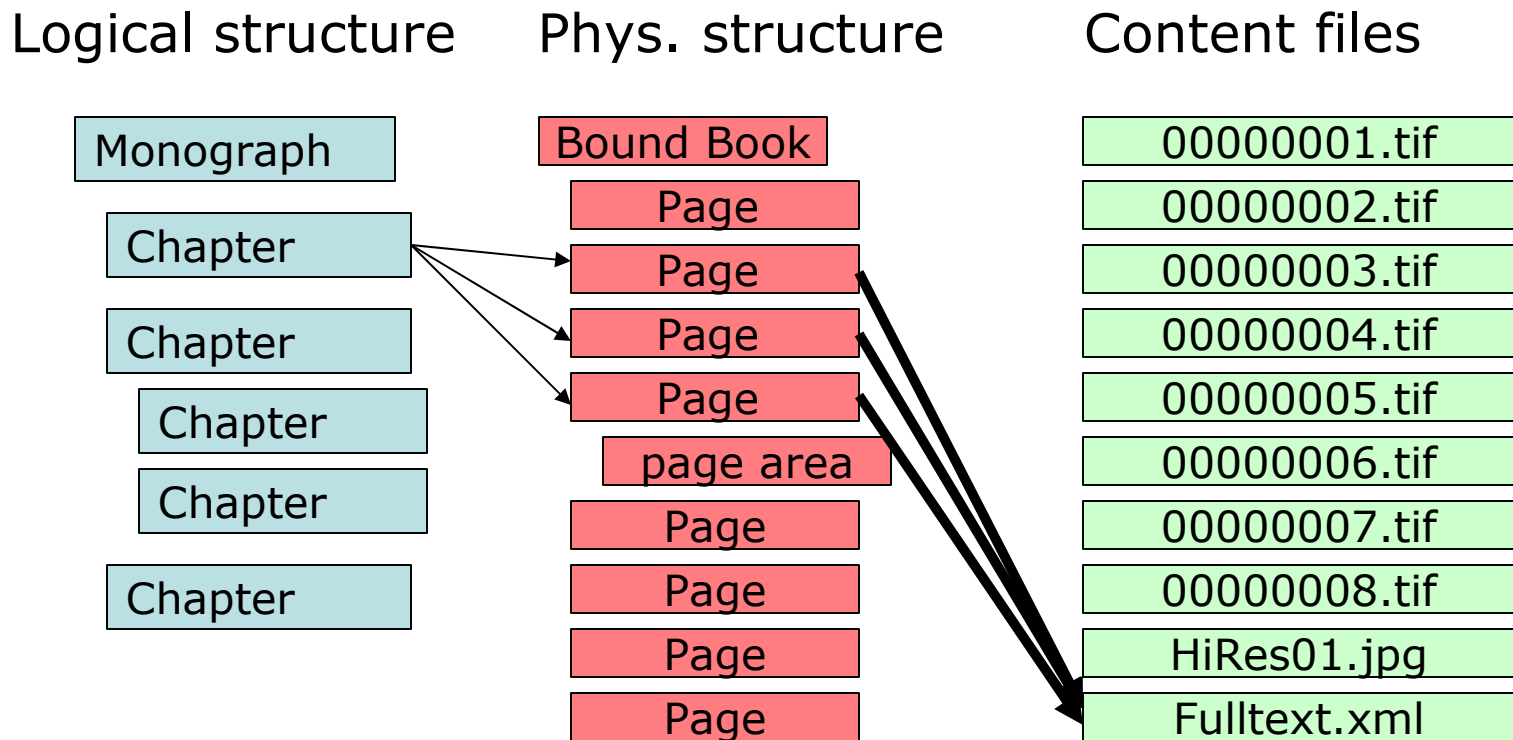 Logical structure
Phys. structure
Content files
Monograph
Chapter
Chapter
Chapter
Chapter
Chapter
Bound Book
Page
Page
Page
Page
page area
Page
Page
Page
Page
00000001.tif
00000002.tif
00000003.tif
00000004.tif
00000005.tif
00000006.tif
00000007.tif
00000008.tif
HiRes01.jpg
Fulltext.xml